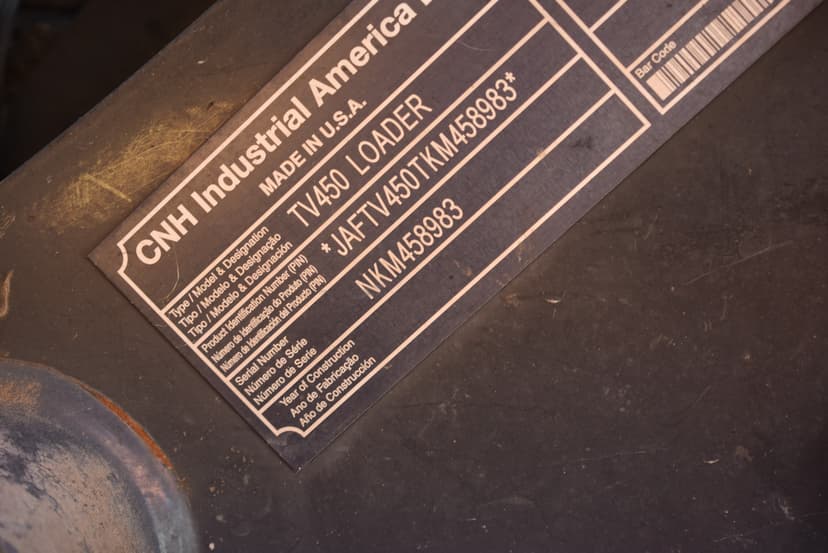 CNH Industrial America
MADE IN U.S.A.
Type / Model & Designation
Tipo / Modelo & Designação
Tipo / Modelo & Designación
TV450 LOADER
Product Identification Number (PIN)
Número de Identificação do Produto (PIN)
Número de Identificación del Producto (PIN)
*JAFTV450TKM458983*
Serial Number
Número de Série
Número de Serie
NKM458983
Year of Construction
Ano de Fabricação
Año de Construcción
Bar Code